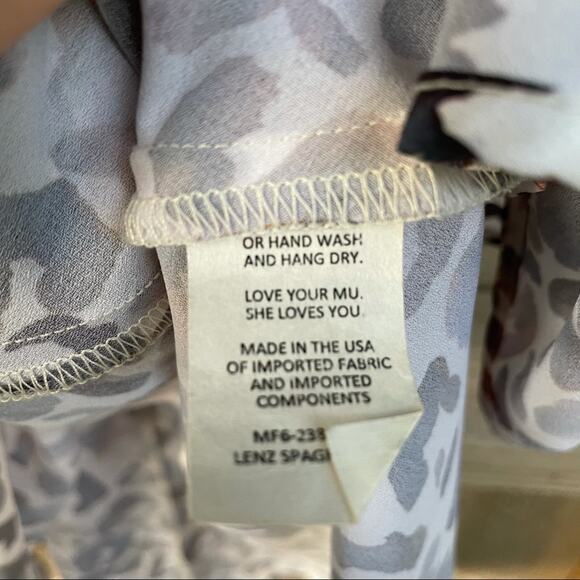 OR HAND WASH
AND HANG DRY.
LOVE YOUR MU.
SHE LOVES YOU
MADE IN THE USA
OF IMPORTED FABRIC
AND IMPORTED
COMPONENTS
LENZ